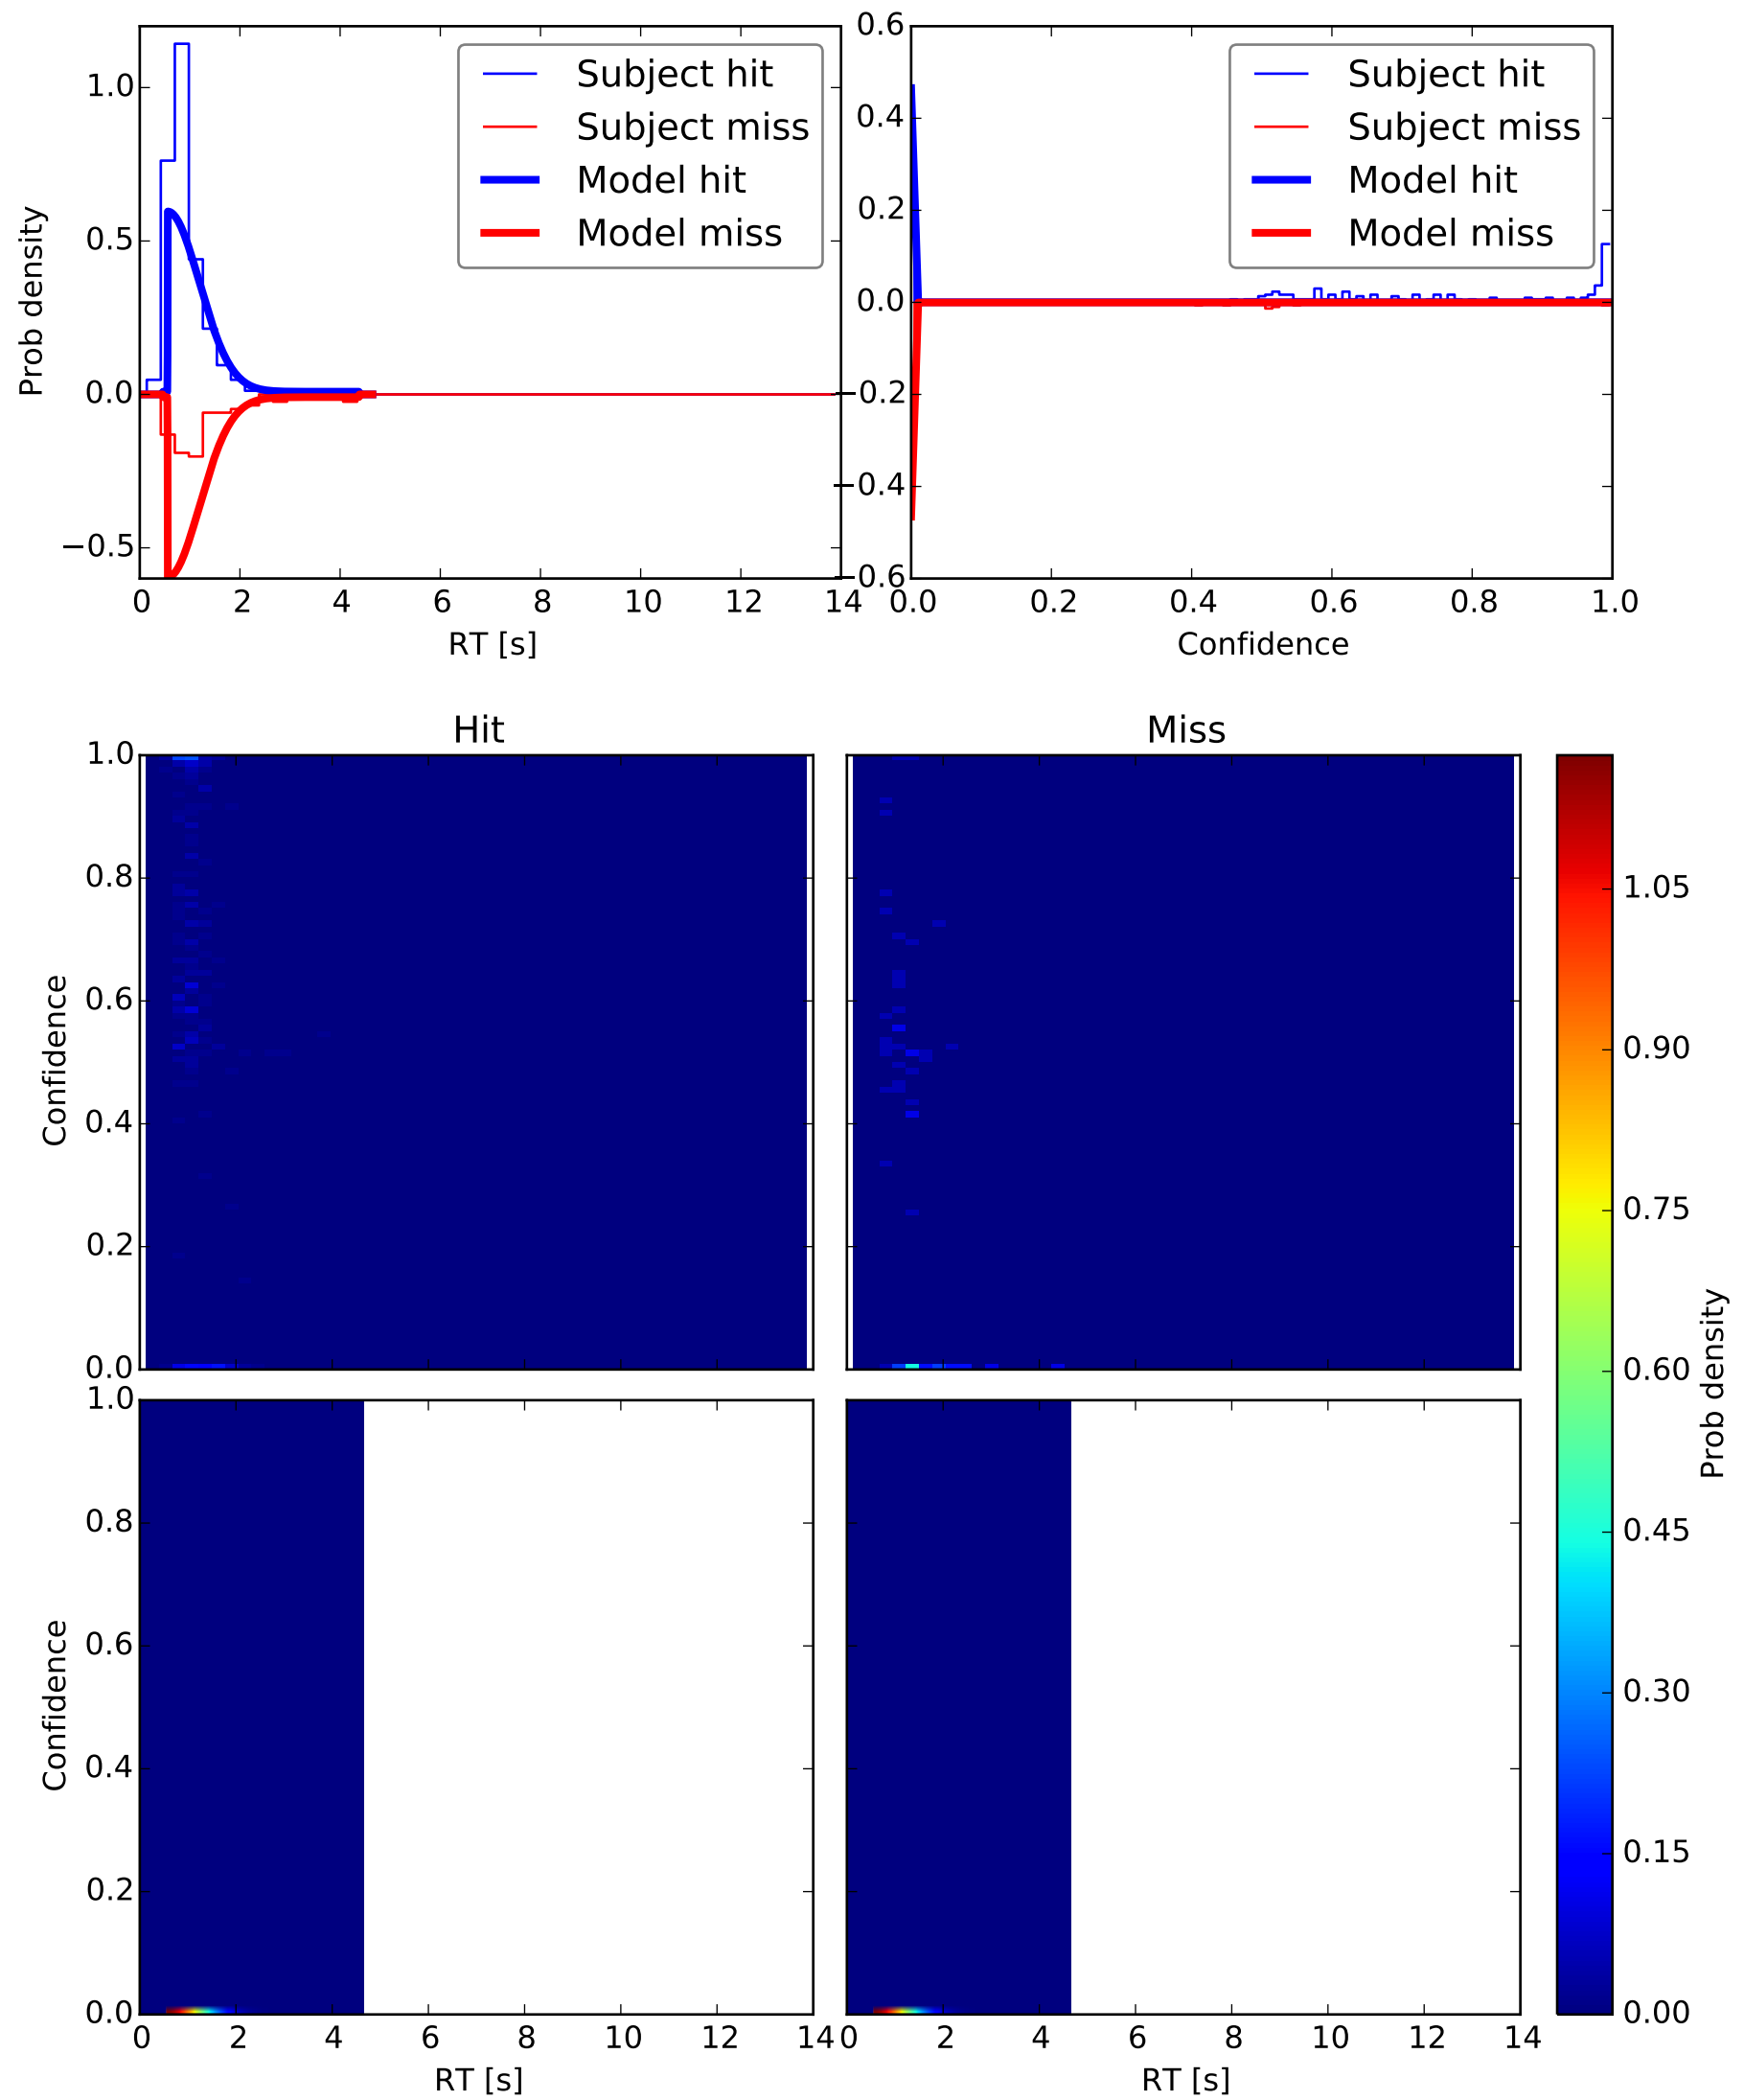 Prob density
1.0
0.5
0.0
−0.5
Subject hit
Subject miss
Model hit
Model miss
0 2 4 6 8 10 12 14
RT [s]
0.6
0.4
0.2
0.0
−0.2
−0.4
−0.6
Subject hit
Subject miss
Model hit
Model miss
0.0 0.2 0.4 0.6 0.8 1.0
Confidence
Hit
Confidence
1.0
0.8
0.6
0.4
0.2
0.0
Miss
Confidence
1.0
0.8
0.6
0.4
0.2
0.0
0 2 4 6 8 10 12 14
RT [s]
0 2 4 6 8 10 12 14
RT [s]
1.05
0.90
0.75
0.60
0.45
0.30
0.15
0.00
Prob density